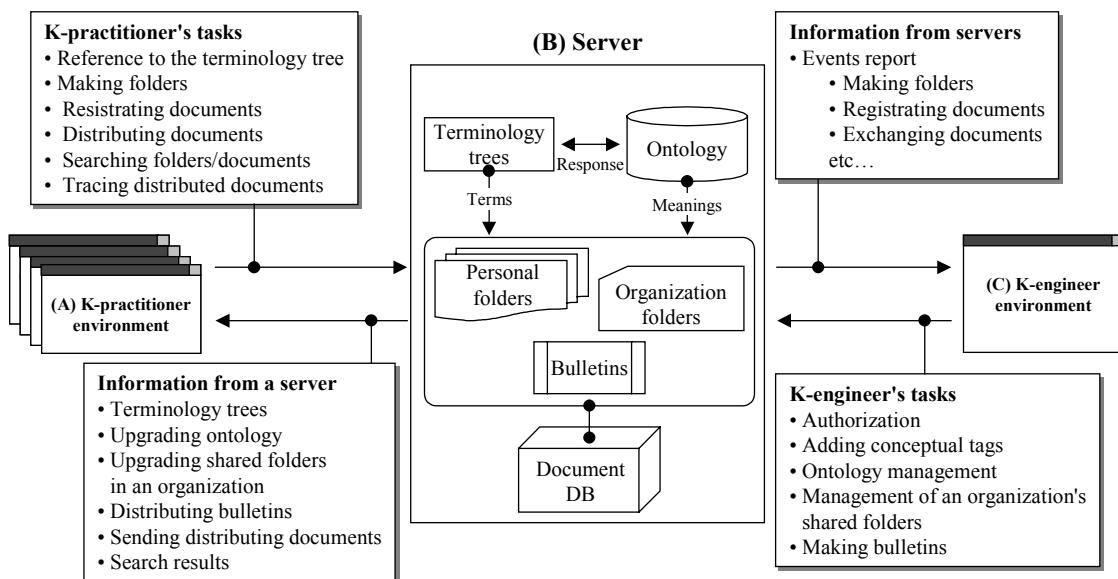 K-practitioner's tasks
• Reference to the terminology tree
• Making folders
• Resistrating documents
• Distributing documents
• Searching folders/documents
• Tracing distributed documents
(A) K-practitioner
environment
Information from a server
• Terminology trees
• Upgrading ontology
• Upgrading shared folders
in an organization
• Distributing bulletins
• Sending distributing documents
• Search results
(B) Server
Terminology
trees
Response
Ontology
Terms
Meanings
Personal
folders
Organization
folders
Bulletins
Document
DB
Information from servers
• Events report
• Making folders
• Registrating documents
• Exchanging documents
etc…
(C) K-engineer
environment
K-engineer's tasks
• Authorization
• Adding conceptual tags
• Ontology management
• Management of an organization's
shared folders
• Making bulletins